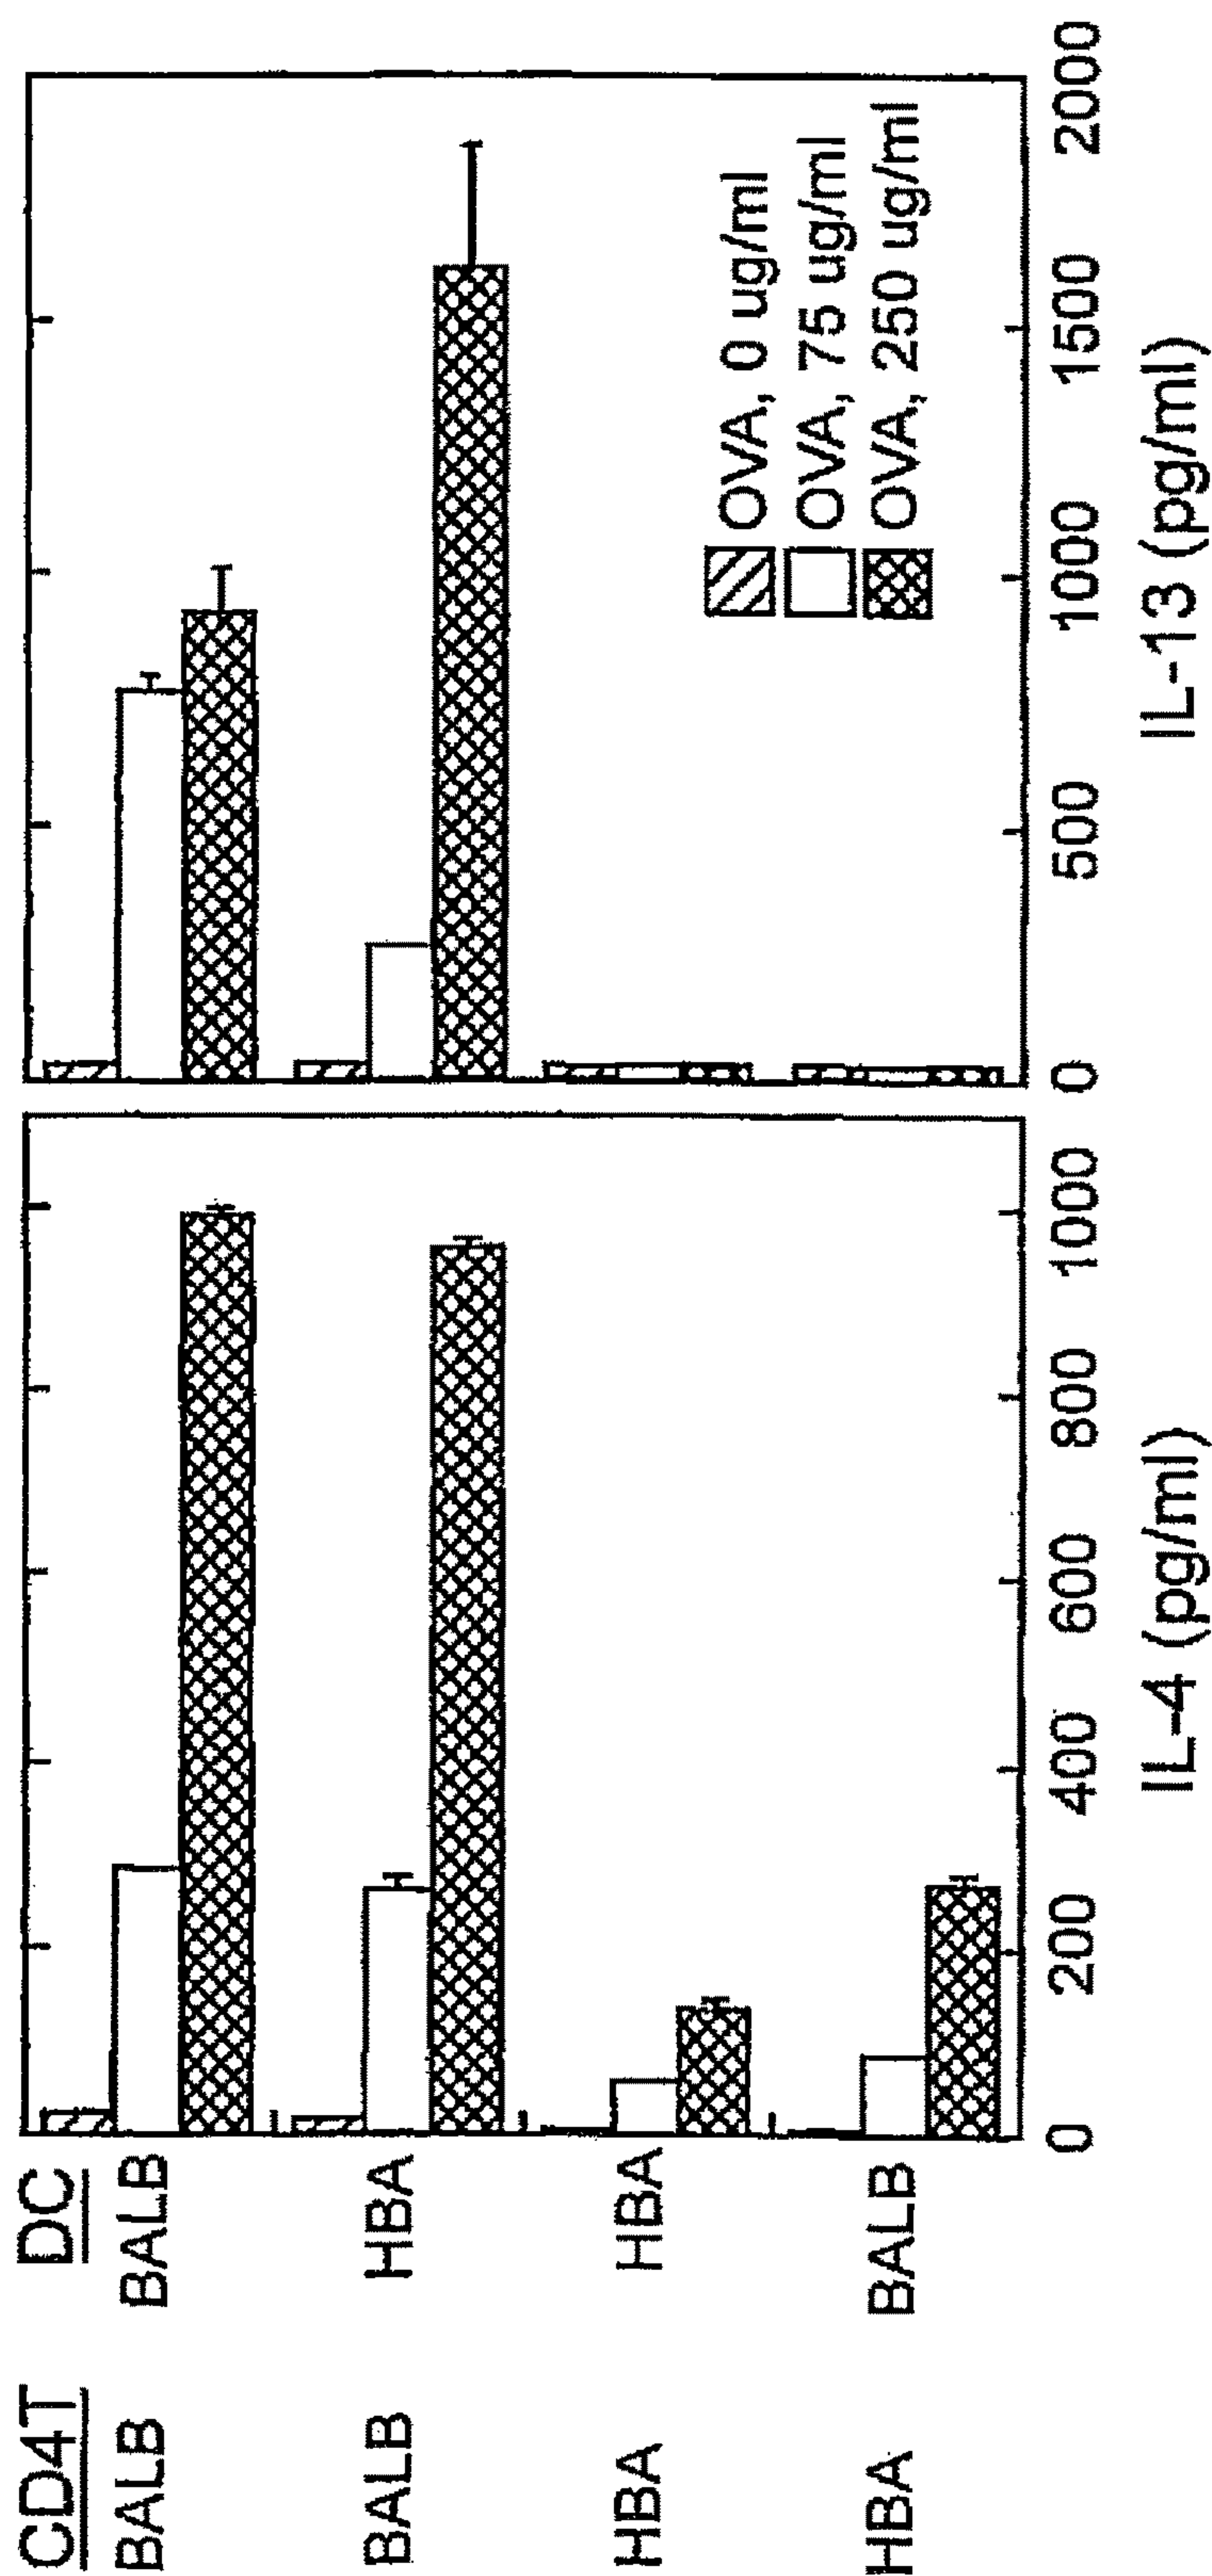 CD4T DC
BALB BALB
BALB HBA
HBA HBA
HBA BALB
0 200 400 600 800 1000
IL-4 (pg/ml)
OVA, 0 ug/ml
OVA, 75 ug/ml
OVA, 250 ug/ml
0 500 1000 1500 2000
IL-13 (pg/ml)